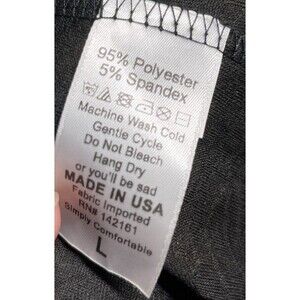 95% Polyester
5% Spandex
Machine Wash Cold
Gentle Cycle
Do Not Bleach
Hang Dry
or you'll be sad
MADE IN USA
Fabric Imported
RN# 142161
Simply Comfortable
L